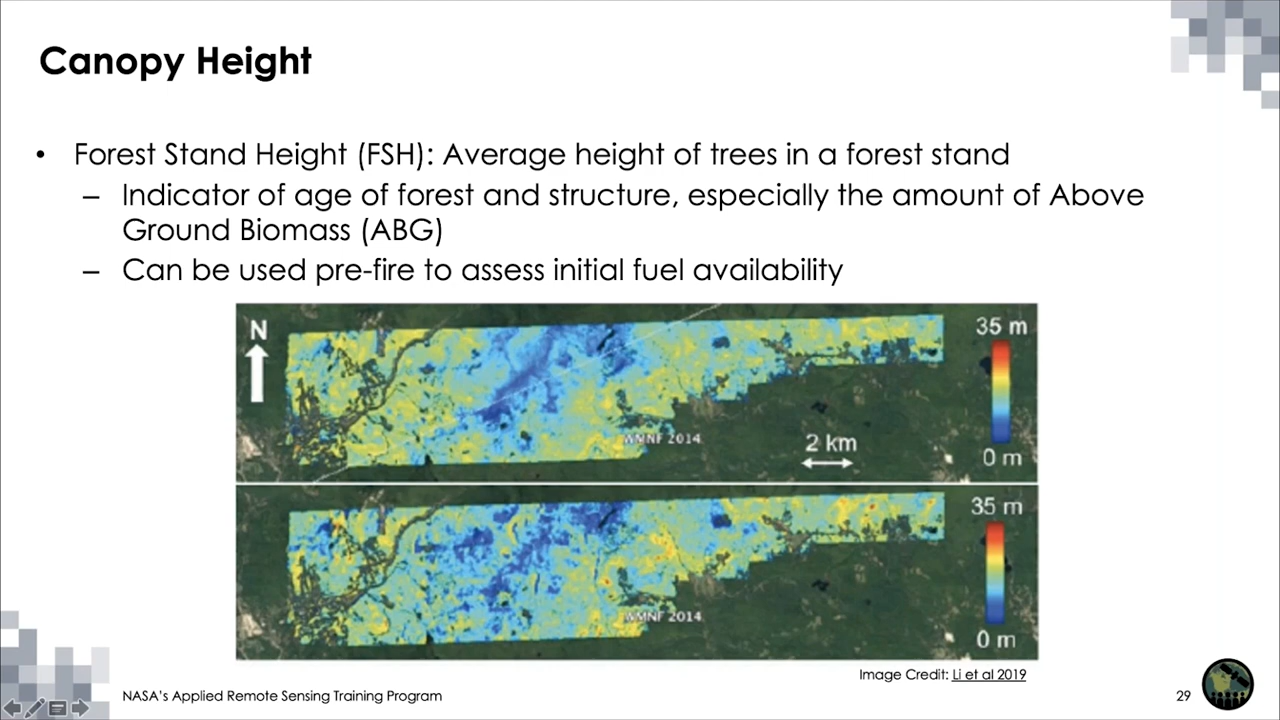 Canopy Height
• Forest Stand Height (FSH): Average height of trees in a forest stand
– Indicator of age of forest and structure, especially the amount of Above
Ground Biomass (ABG)
– Can be used pre-fire to assess initial fuel availability
N
35 m
WMNF 2014
2 km
0 m
35 m
WMNF 2014
0 m
Image Credit: Li et al 2019
NASA's Applied Remote Sensing Training Program
29